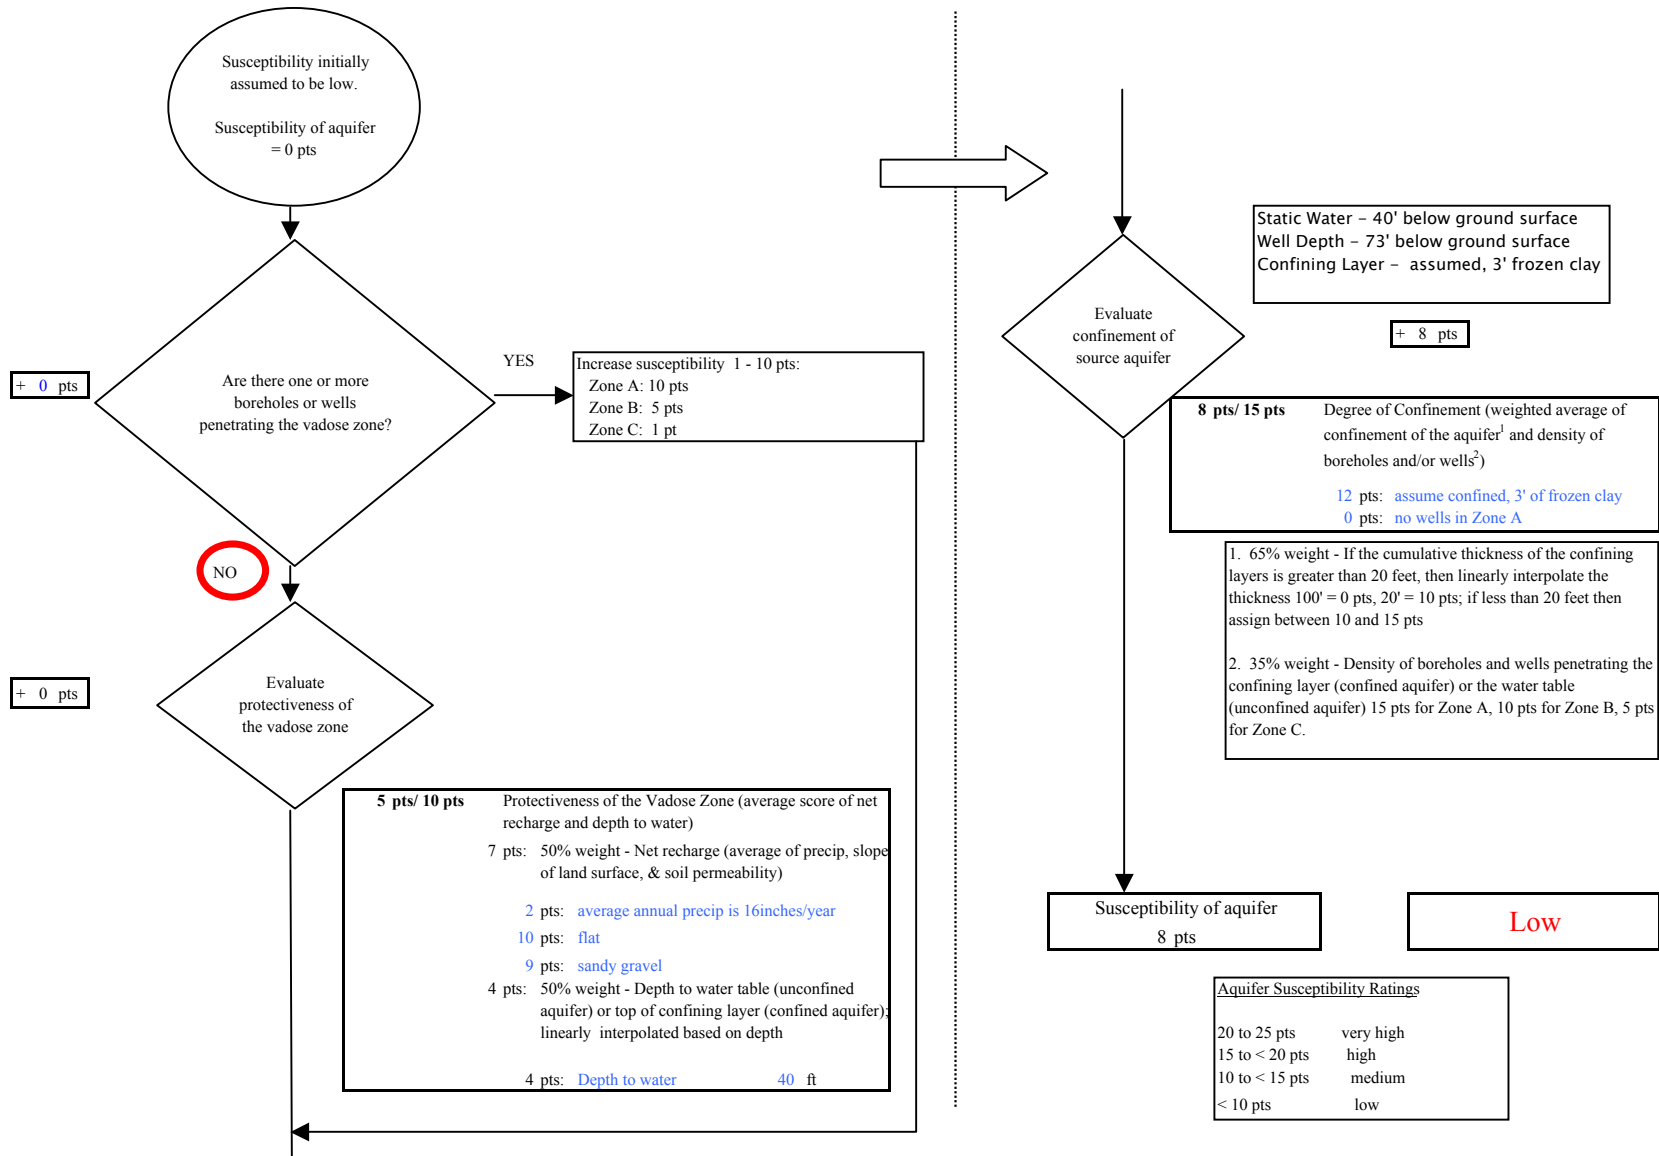 Susceptibility initially
assumed to be low.
Susceptibility of aquifer
= 0 pts
+ 0 pts
Are there one or more
boreholes or wells
penetrating the vadose zone?
YES
Increase susceptibility 1 - 10 pts:
Zone A: 10 pts
Zone B: 5 pts
Zone C: 1 pt
NO
+ 0 pts
Evaluate
protectiveness of
the vadose zone
5 pts/ 10 pts Protectiveness of the Vadose Zone (average score of net
recharge and depth to water)
7 pts: 50% weight - Net recharge (average of precip, slope
of land surface, & soil permeability)
2 pts: average annual precip is 16inches/year
10 pts: flat
9 pts: sandy gravel
4 pts: 50% weight - Depth to water table (unconfined
aquifer) or top of confining layer (confined aquifer);
linearly interpolated based on depth
4 pts: Depth to water 40 ft
Static Water – 40' below ground surface
Well Depth – 73' below ground surface
Confining Layer – assumed, 3' frozen clay
Evaluate
confinement of
source aquifer
+ 8 pts
8 pts/ 15 pts Degree of Confinement (weighted average of
confinement of the aquifer¹ and density of
boreholes and/or wells²)
12 pts: assume confined, 3' of frozen clay
0 pts: no wells in Zone A
1. 65% weight - If the cumulative thickness of the confining
layers is greater than 20 feet, then linearly interpolate the
thickness 100' = 0 pts, 20' = 10 pts; if less than 20 feet then
assign between 10 and 15 pts
2. 35% weight - Density of boreholes and wells penetrating the
confining layer (confined aquifer) or the water table
(unconfined aquifer) 15 pts for Zone A, 10 pts for Zone B, 5 pts
for Zone C.
Susceptibility of aquifer
8 pts
Low
Aquifer Susceptibility Ratings
20 to 25 pts very high
15 to < 20 pts high
10 to < 15 pts medium
< 10 pts low